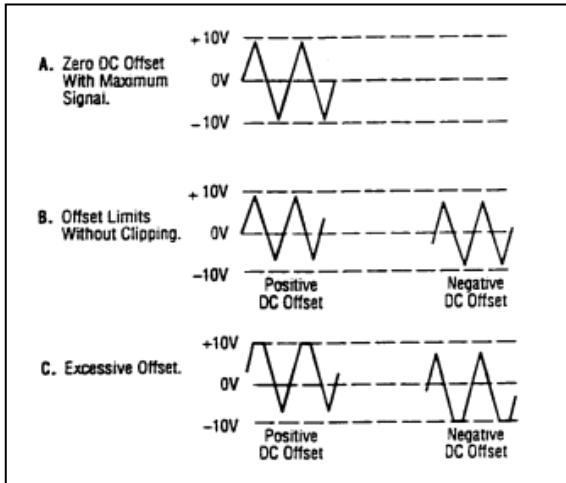 +10V
A. Zero DC Offset
With Maximum
Signal.
0V
-10V
+10V
B. Offset Limits
Without Clipping.
0V
-10V
Positive
DC Offset
Negative
DC Offset
+10V
C. Excessive Offset.
0V
-10V
Positive
DC Offset
Negative
DC Offset